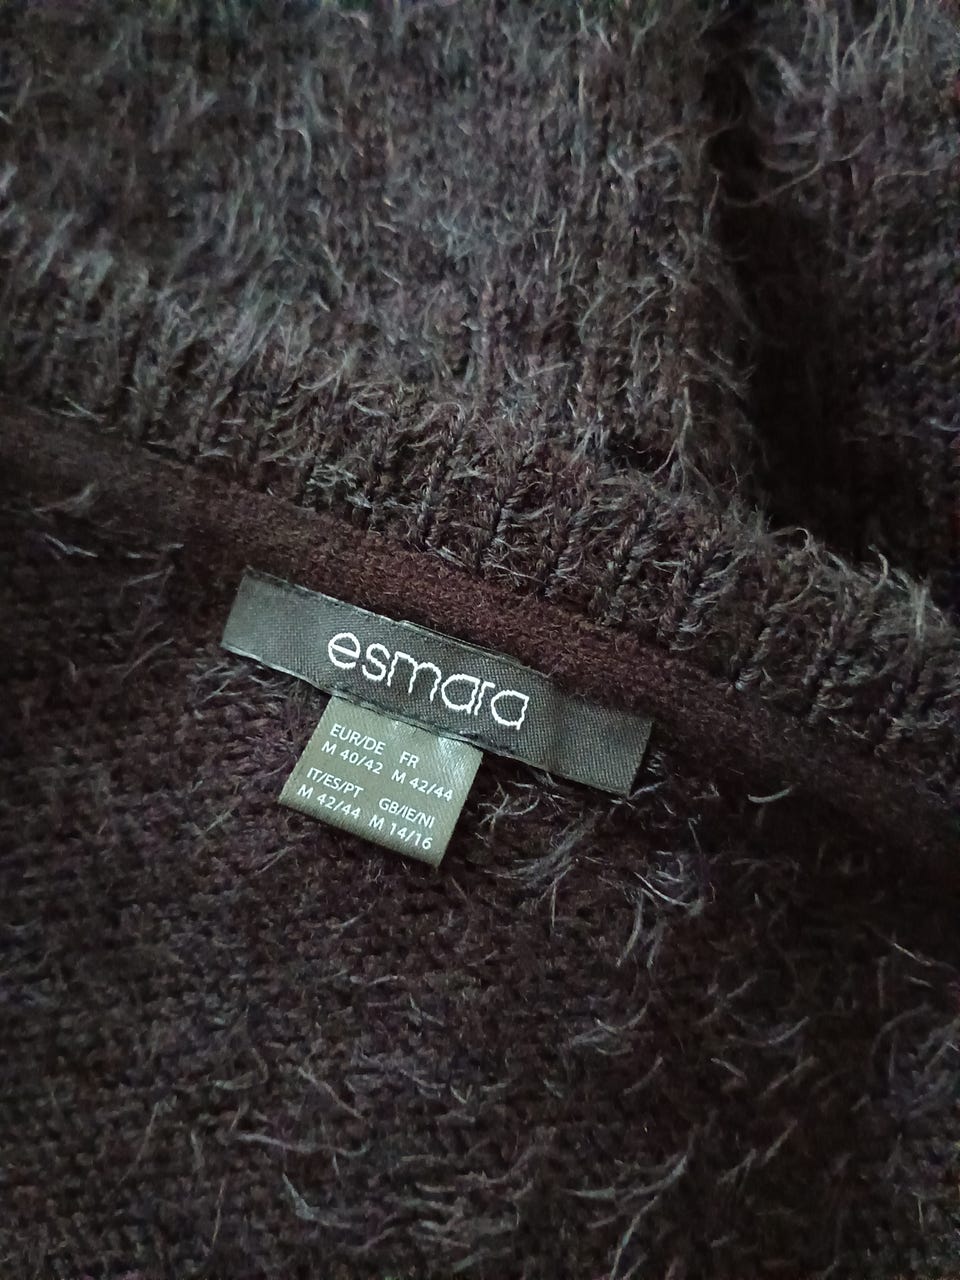 esmara
EUR/DE FR
M 40/42 M 42/44
IT/ES/PT GB/IE/NI
M 42/44 M 14/16